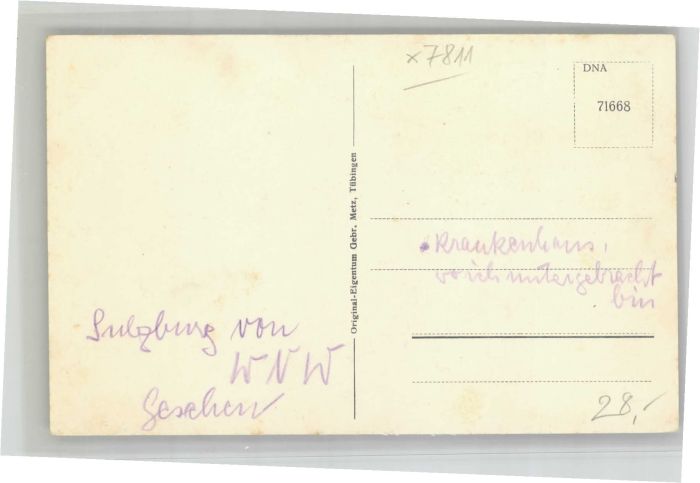 x7811
DNA
71668
Original-Eigentum Gebr. Metz, Tübingen
Krankenhaus,
wo ich untergebracht
bin
Sulzburg von
WNW
Gesehen
28,-